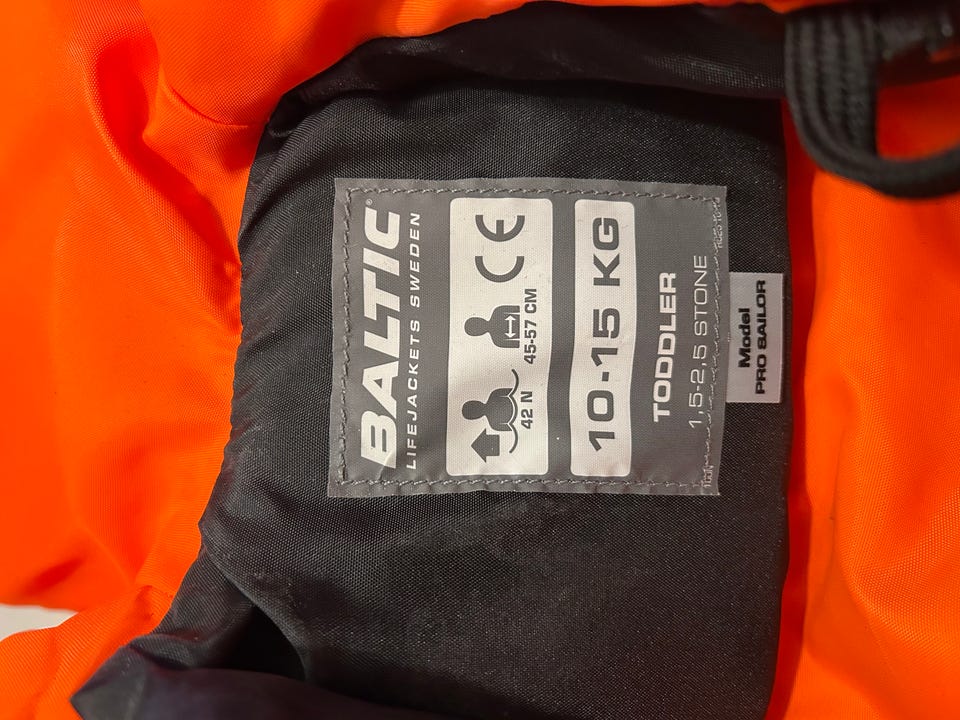 BALTIC®
LIFEJACKETS SWEDEN
42 N
45-57 CM
CE
10-15 KG
TODDLER
1,5-2,5 STONE
Model
PRO SAILOR